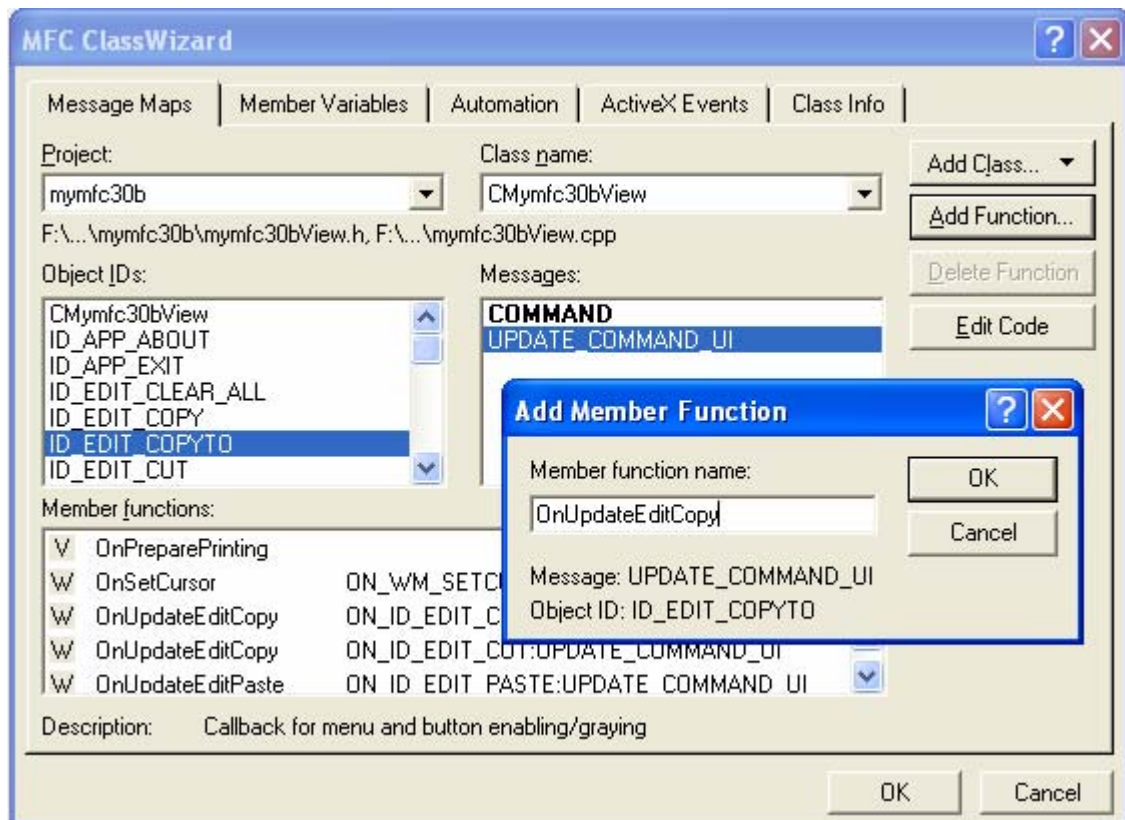 MFC ClassWizard
Message Maps Member Variables Automation ActiveX Events Class Info
Project: Class name:
mymfc30b CMymfc30bView
Add Class...
Add Function...
F:\...\mymfc30b\mymfc30bView.h, F:\...\mymfc30bView.cpp
Object IDs: Messages:
Delete Function
Edit Code
CMymfc30bView
ID_APP_ABOUT
ID_APP_EXIT
ID_EDIT_CLEAR_ALL
ID_EDIT_COPY
ID_EDIT_COPYTO
ID_EDIT_CUT
COMMAND
UPDATE_COMMAND_UI
Add Member Function
Member function name:
OnUpdateEditCopy
OK
Cancel
Message: UPDATE_COMMAND_UI
Object ID: ID_EDIT_COPYTO
Member functions:
V OnPreparePrinting
W OnSetCursor ON_WM_SETC
W OnUpdateEditCopy ON_ID_EDIT_C
W OnUpdateEditCopy ON_ID_EDIT_CUT:UPDATE_COMMAND_UI
W OnUpdateEditPaste ON_ID_EDIT_PASTE:UPDATE_COMMAND_UI
Description: Callback for menu and button enabling/graying
OK Cancel